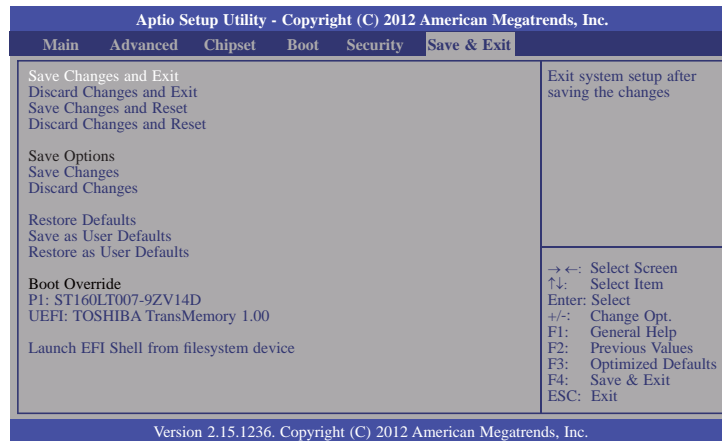 Aptio Setup Utility - Copyright (C) 2012 American Megatrends, Inc.
Main Advanced Chipset Boot Security Save & Exit
Save Changes and Exit
Discard Changes and Exit
Save Changes and Reset
Discard Changes and Reset
Save Options
Save Changes
Discard Changes
Restore Defaults
Save as User Defaults
Restore as User Defaults
Boot Override
P1: ST160LT007-9ZV14D
UEFI: TOSHIBA TransMemory 1.00
Launch EFI Shell from filesystem device
Exit system setup after
saving the changes
→ ←: Select Screen
↑↓: Select Item
Enter: Select
+/-: Change Opt.
F1: General Help
F2: Previous Values
F3: Optimized Defaults
F4: Save & Exit
ESC: Exit
Version 2.15.1236. Copyright (C) 2012 American Megatrends, Inc.